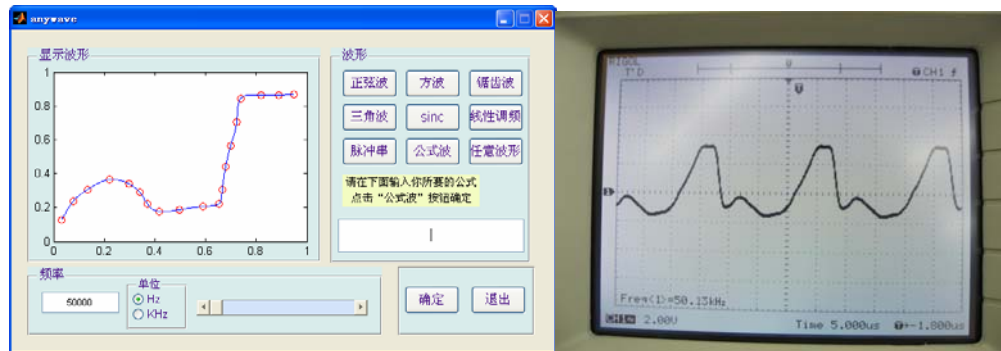 anywave
显示波形
1
0.8
0.6
0.4
0.2
0
0 0.2 0.4 0.6 0.8 1
波形
正弦波 方波 锯齿波
三角波 sinc 线性调频
脉冲串 公式波 任意波形
请在下面输入你所要的公式
点击“公式波”按钮确定
频率
50000
单位
Hz
KHz
确定 退出
RIGOL
T'D
CH1
Freq(1)=50.13kHz
CH1 2.00V Time 5.000us -1.800us